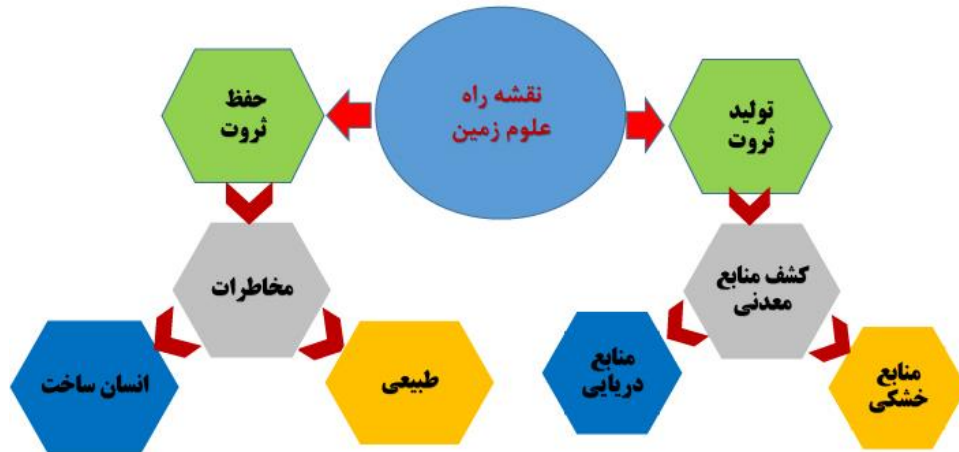 نقشه راه
علوم زمین
تولید
ثروت
حفظ
ثروت
کشف منابع
معدنی
مخاطرات
منابع
خشکی
منابع
دریایی
طبیعی
انسان ساخت